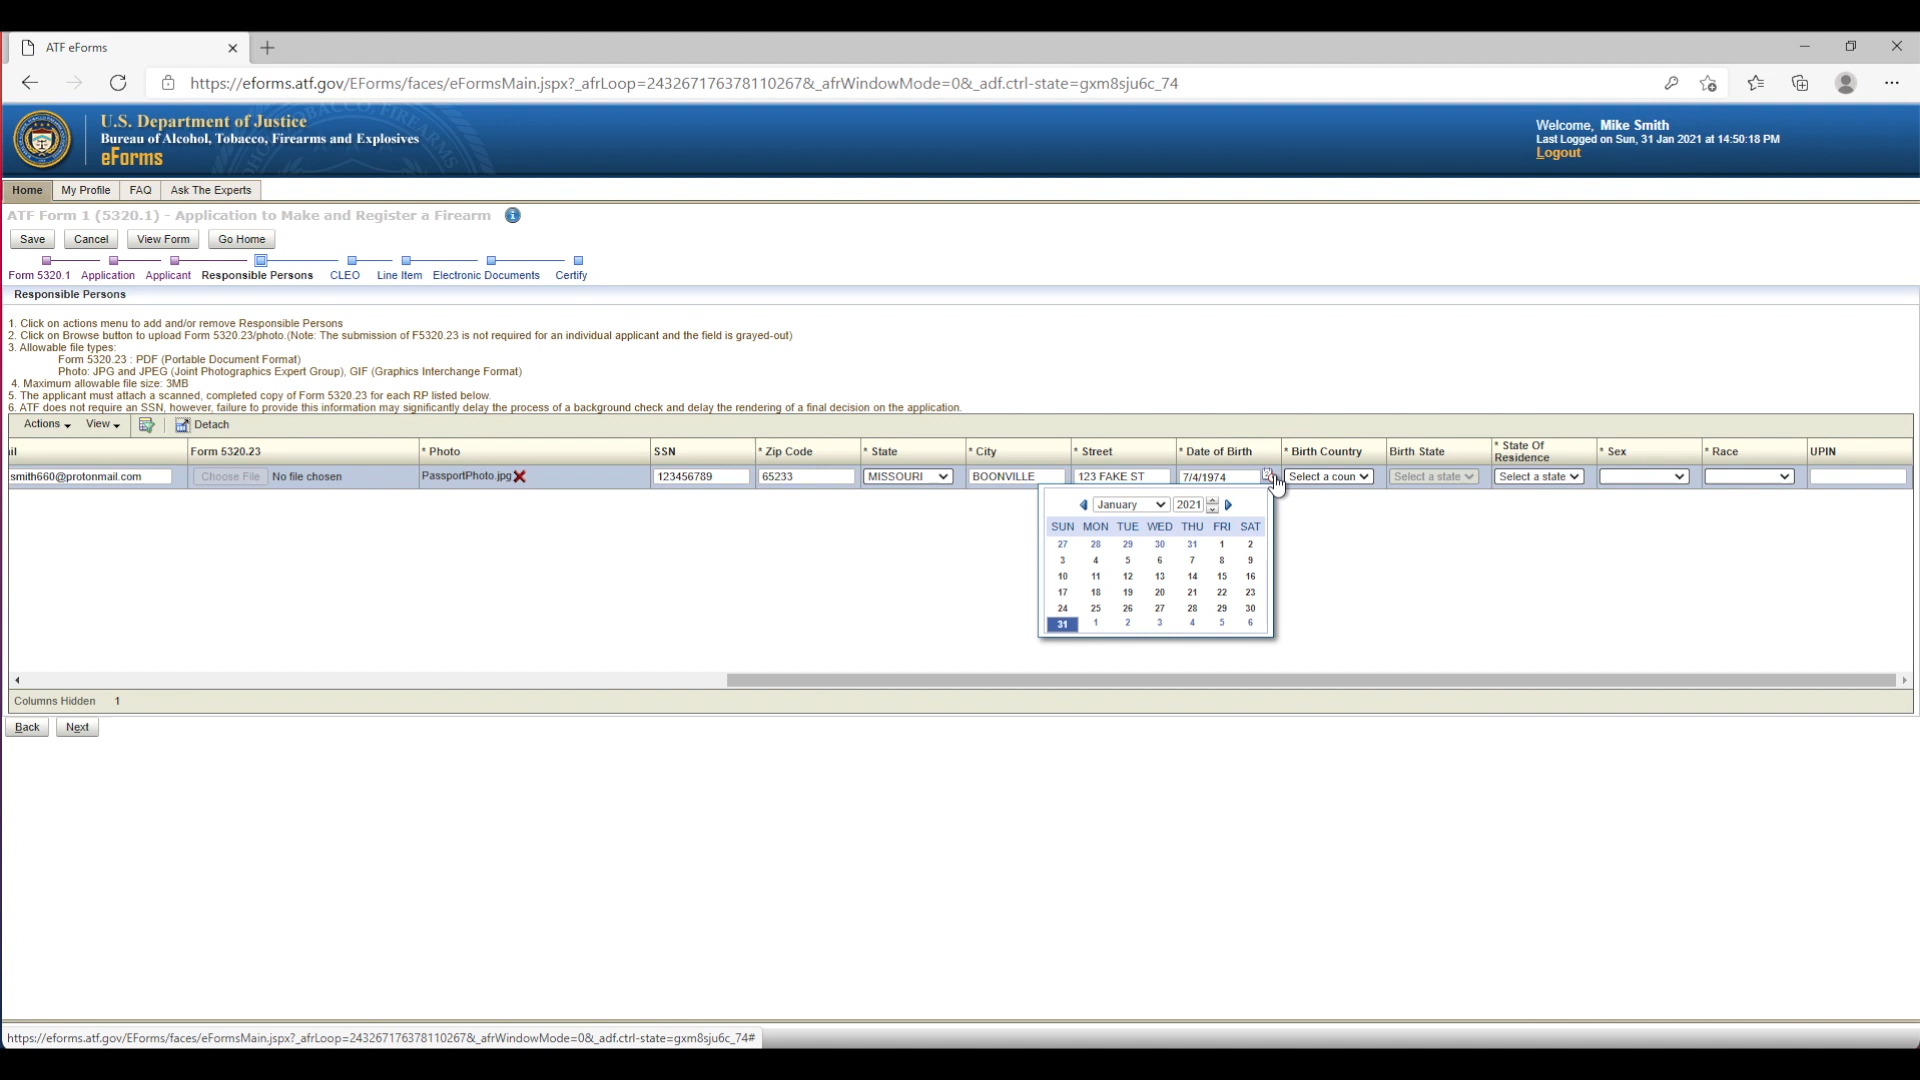 ATF eForms
https://eforms.atf.gov/EForms/faces/eFormsMain.jspx?_afrLoop=2432671763781102​67&_afrWindowMode=0&_adf.ctrl-state=gxm8sju6c_74
U.S. Department of Justice
Bureau of Alcohol, Tobacco, Firearms and Explosives
eForms
Welcome, Mike Smith
Last Logged on Sun, 31 Jan 2021 at 14:50:18 PM
Logout
Home My Profile FAQ Ask The Experts
ATF Form 1 (5320.1) - Application to Make and Register a Firearm
Save Cancel View Form Go Home
Form 5320.1 Application Applicant Responsible Persons CLEO Line Item Electronic Documents Certify
Responsible Persons
1. Click on actions menu to add and/or remove Responsible Persons
2. Click on Browse button to upload Form 5320.23/photo.(Note: The submission of F5320.23 is not required for an individual applicant and the field is grayed-out)
3. Allowable file types:
Form 5320.23 : PDF (Portable Document Format)
Photo: JPG and JPEG (Joint Photographics Expert Group), GIF (Graphics Interchange Format)
4. Maximum allowable file size: 3MB
5. The applicant must attach a scanned, completed copy of Form 5320.23 for each RP listed below.
6. ATF does not require an SSN, however, failure to provide this information may significantly delay the process of a background check and delay the rendering of a final decision on the application.
Actions View Detach
il Form 5320.23 * Photo SSN * Zip Code * State * City * Street * Date of Birth * Birth Country Birth State * State Of Residence * Sex * Race UPIN
smith660@protonmail.com Choose File No file chosen PassportPhoto.jpg 123456789 65233 MISSOURI BOONVILLE 123 FAKE ST 7/4/1974 Select a coun Select a state Select a state
January 2021
SUN MON TUE WED THU FRI SAT
27 28 29 30 31 1 2
3 4 5 6 7 8 9
10 11 12 13 14 15 16
17 18 19 20 21 22 23
24 25 26 27 28 29 30
31 1 2 3 4 5 6
Columns Hidden 1
Back Next
https://eforms.atf.gov/EForms/faces/eFormsMain.jspx?_afrLoop=243267176378110267&_afrWindowMode=0&_adf.ctrl-state=gxm8sju6c_74#